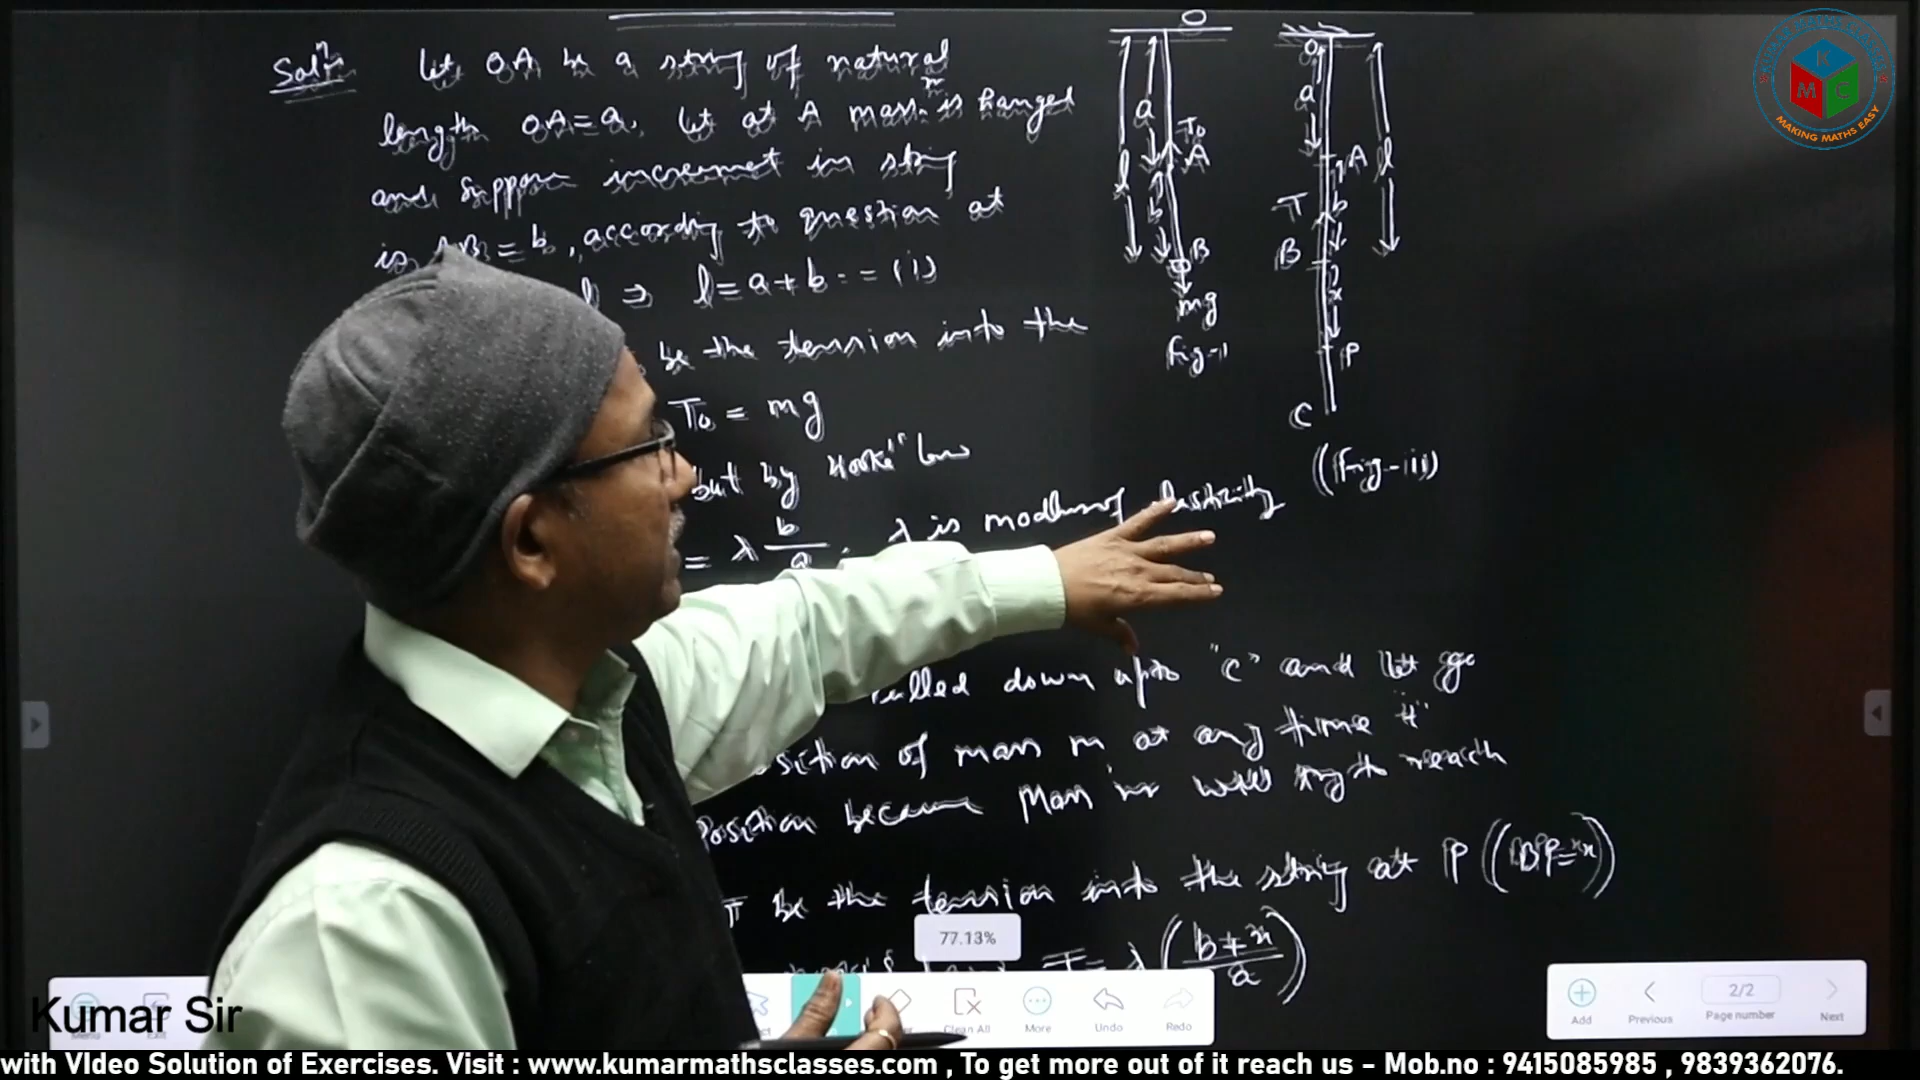 Solⁿ Let OA be a string of natural
length OA = a, Let at A mass m is hanged
and suppose increment in string
is AB = b, according to question at
l ⇒ l = a + b -- (i)
be the tension into the
T₀ = mg
but by Hooke's law
= λ b/a . λ is modulus of elasticity
pulled down upto "C" and let go
position of mass m at any time "t"
position because mass m will try to reach
T be the tension into the string at P (BP = x)
T = λ (b + x / a)
O
a
l
T₀
A
b
B
mg
Fig-1
O
a
A
l
T
b
B
x
P
C
(Fig-ii)
KUMAR MATHS CLASSES
K
M C
MAKING MATHS EASY
77.13%
Clean All
More
Undo
Redo
Add
Previous
2/2
Page number
Next
Kumar Sir
with VIdeo Solution of Exercises. Visit : www.kumarmathsclasses.com , To get more out of it reach us – Mob.no : 9415085985 , 9839362076.